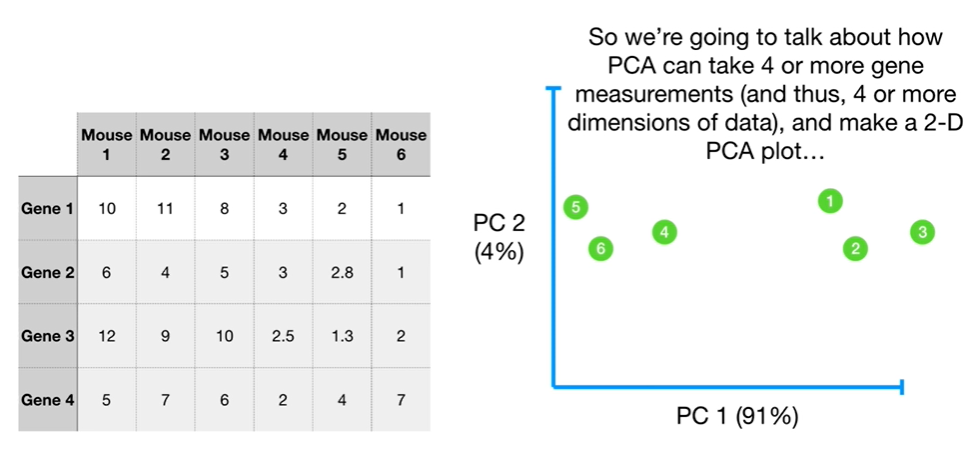 So we’re going to talk about how
PCA can take 4 or more gene
measurements (and thus, 4 or more
dimensions of data), and make a 2-D
PCA plot…
Mouse 1 Mouse 2 Mouse 3 Mouse 4 Mouse 5 Mouse 6
Gene 1 10 11 8 3 2 1
Gene 2 6 4 5 3 2.8 1
Gene 3 12 9 10 2.5 1.3 2
Gene 4 5 7 6 2 4 7
PC 2
(4%)
5
6
4
1
2
3
PC 1 (91%)